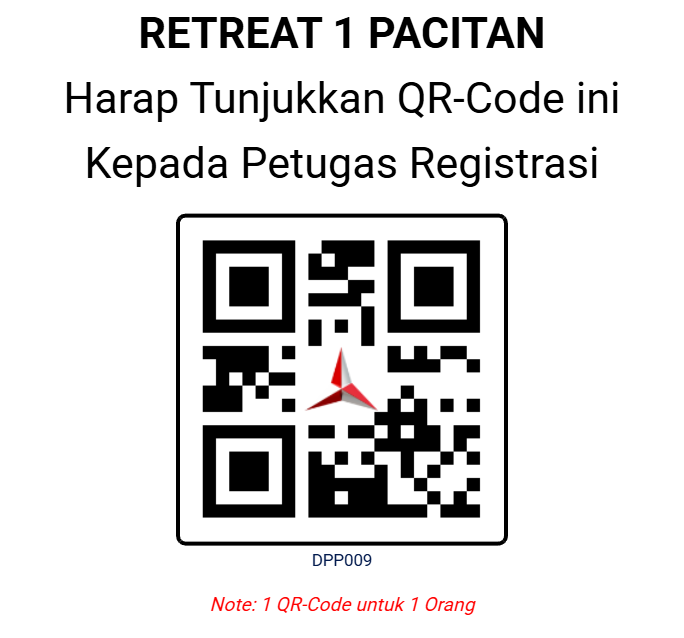 RETREAT 1 PACITAN
Harap Tunjukkan QR-Code ini
Kepada Petugas Registrasi
DPP009
Note: 1 QR-Code untuk 1 Orang